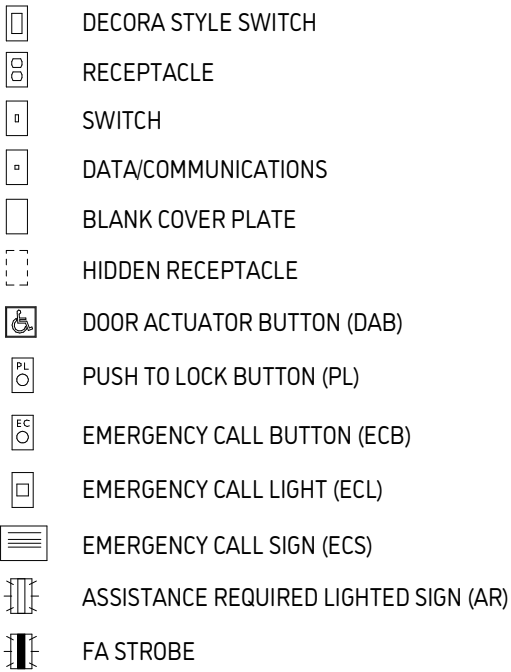 DECORA STYLE SWITCH
RECEPTACLE
SWITCH
DATA/COMMUNICATIONS
BLANK COVER PLATE
HIDDEN RECEPTACLE
DOOR ACTUATOR BUTTON (DAB)
PL
PUSH TO LOCK BUTTON (PL)
EC
EMERGENCY CALL BUTTON (ECB)
EMERGENCY CALL LIGHT (ECL)
EMERGENCY CALL SIGN (ECS)
ASSISTANCE REQUIRED LIGHTED SIGN (AR)
FA STROBE